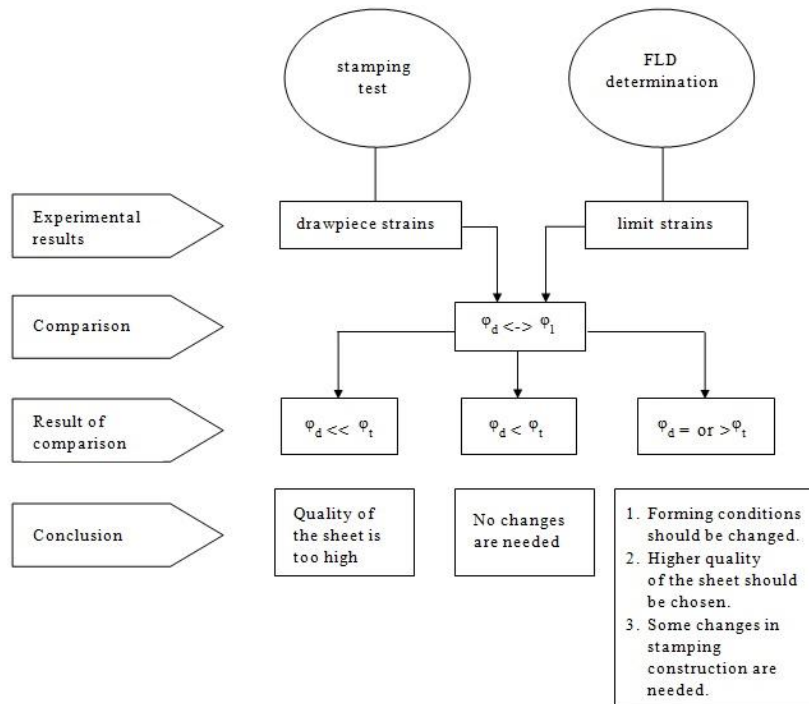 stamping
test
FLD
determination
Experimental
results
drawpiece strains
limit strains
Comparison
φd <-> φl
Result of
comparison
φd << φt
φd < φt
φd = or >φt
Conclusion
Quality of
the sheet is
too high
No changes
are needed
1. Forming conditions
should be changed.
2. Higher quality
of the sheet should
be chosen.
3. Some changes in
stamping
construction are
needed.